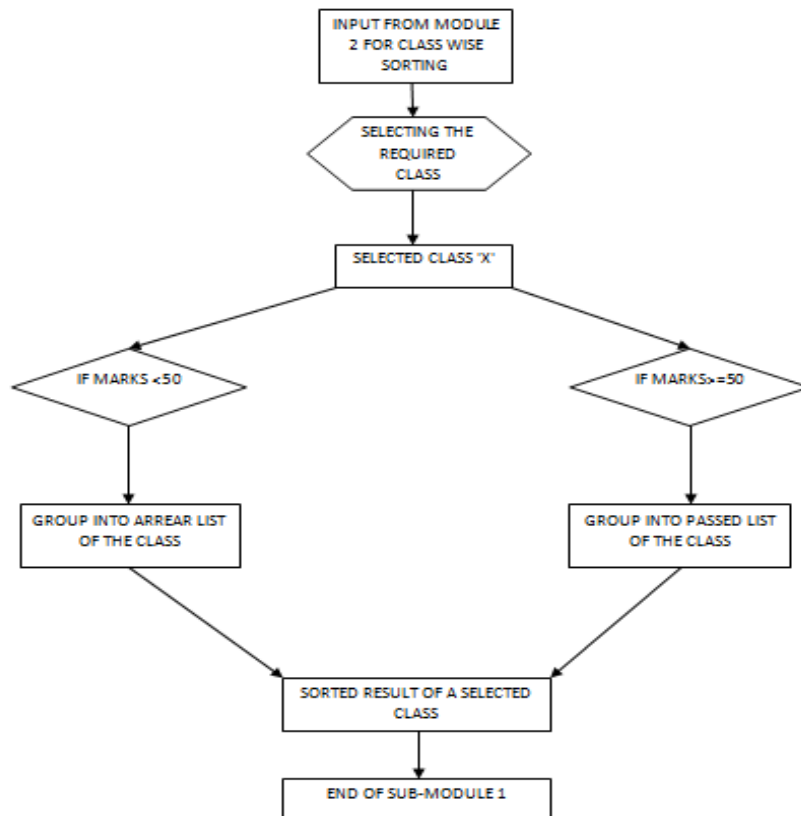 INPUT FROM MODULE
2 FOR CLASS WISE
SORTING
SELECTING THE
REQUIRED
CLASS
SELECTED CLASS 'X'
IF MARKS <50
IF MARKS>=50
GROUP INTO ARREAR LIST
OF THE CLASS
GROUP INTO PASSED LIST
OF THE CLASS
SORTED RESULT OF A SELECTED
CLASS
END OF SUB-MODULE 1